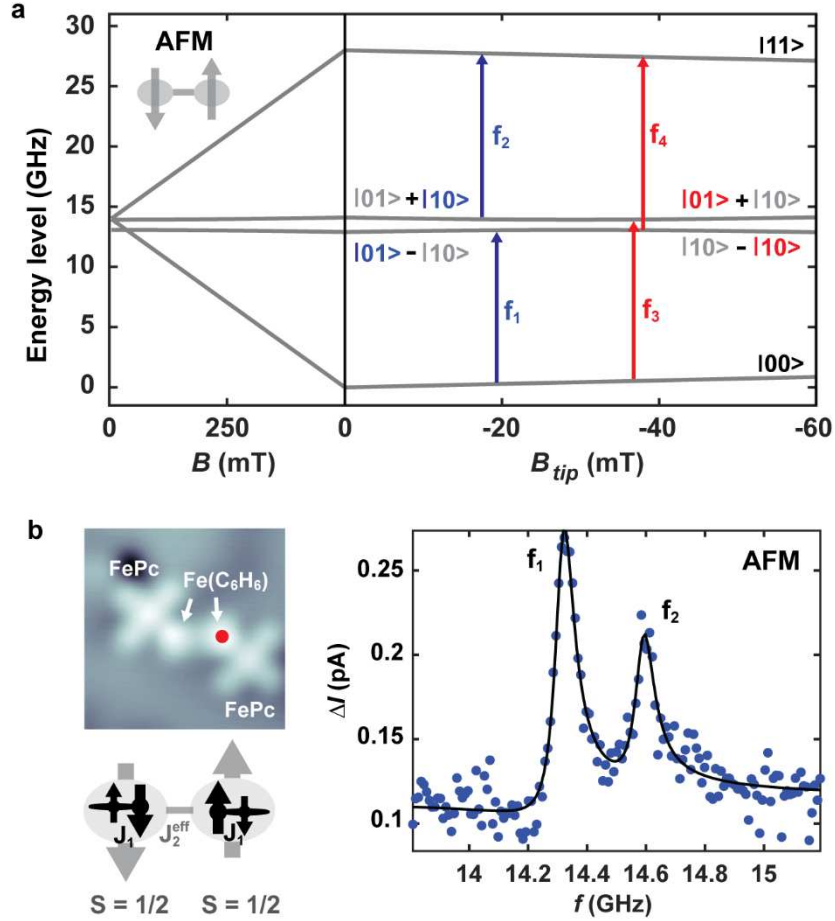 a
AFM
Energy level (GHz)
30
25
20
15
10
5
0
|11>
f₂
f₄
|01> + |10>
|01> + |10>
|01> - |10>
|10> - |10>
f₁
f₃
|00>
0
250
0
-20
-40
-60
B (mT)
B_tip (mT)
b
FePc
Fe(C₆H₆)
FePc
J₁
J₂^eff
J₁
S = 1/2
S = 1/2
AFM
f₁
f₂
ΔI (pA)
0.25
0.2
0.15
0.1
14
14.2
14.4
14.6
14.8
15
f (GHz)